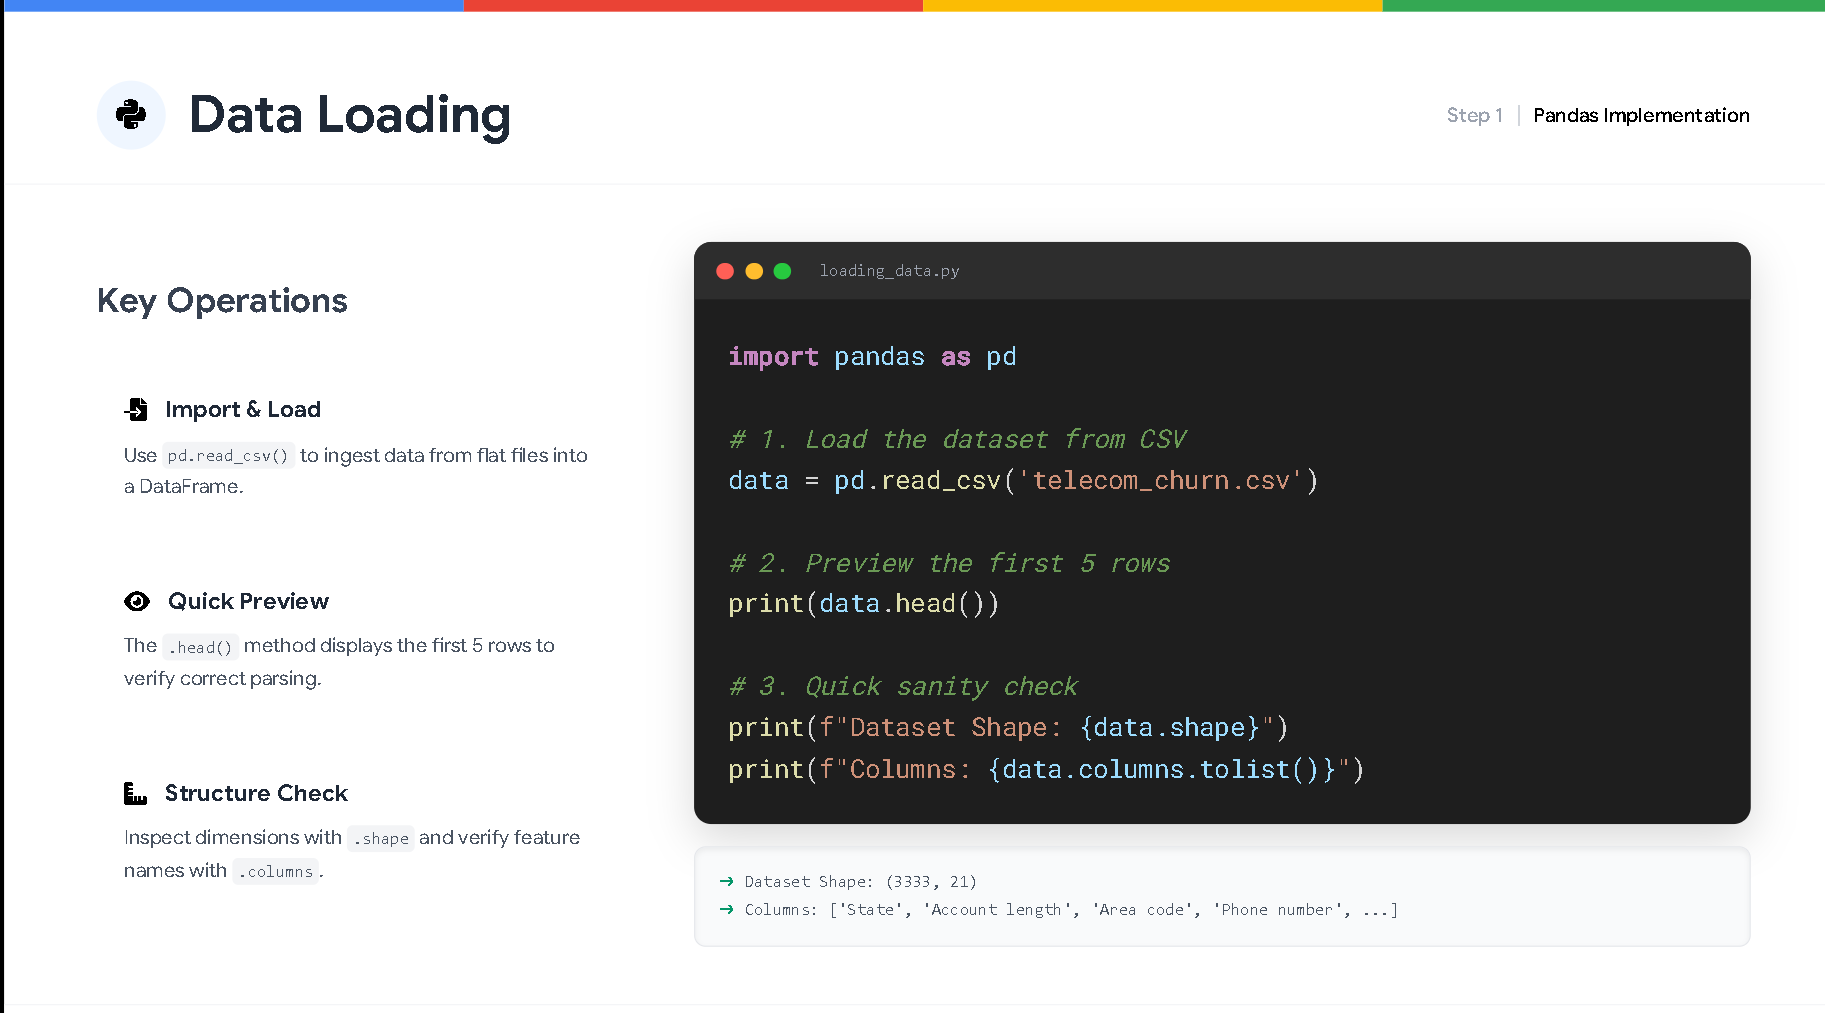 Data Loading
Step 1 | Pandas Implementation
Key Operations
Import & Load
Use pd.read_csv() to ingest data from flat files into
a DataFrame.
Quick Preview
The .head() method displays the first 5 rows to
verify correct parsing.
Structure Check
Inspect dimensions with .shape and verify feature
names with .columns.
loading_data.py
import pandas as pd
# 1. Load the dataset from CSV
data = pd.read_csv('telecom_churn.csv')
# 2. Preview the first 5 rows
print(data.head())
# 3. Quick sanity check
print(f"Dataset Shape: {data.shape}")
print(f"Columns: {data.columns.tolist()}")
→ Dataset Shape: (3333, 21)
→ Columns: ['State', 'Account length', 'Area code', 'Phone number', ...]